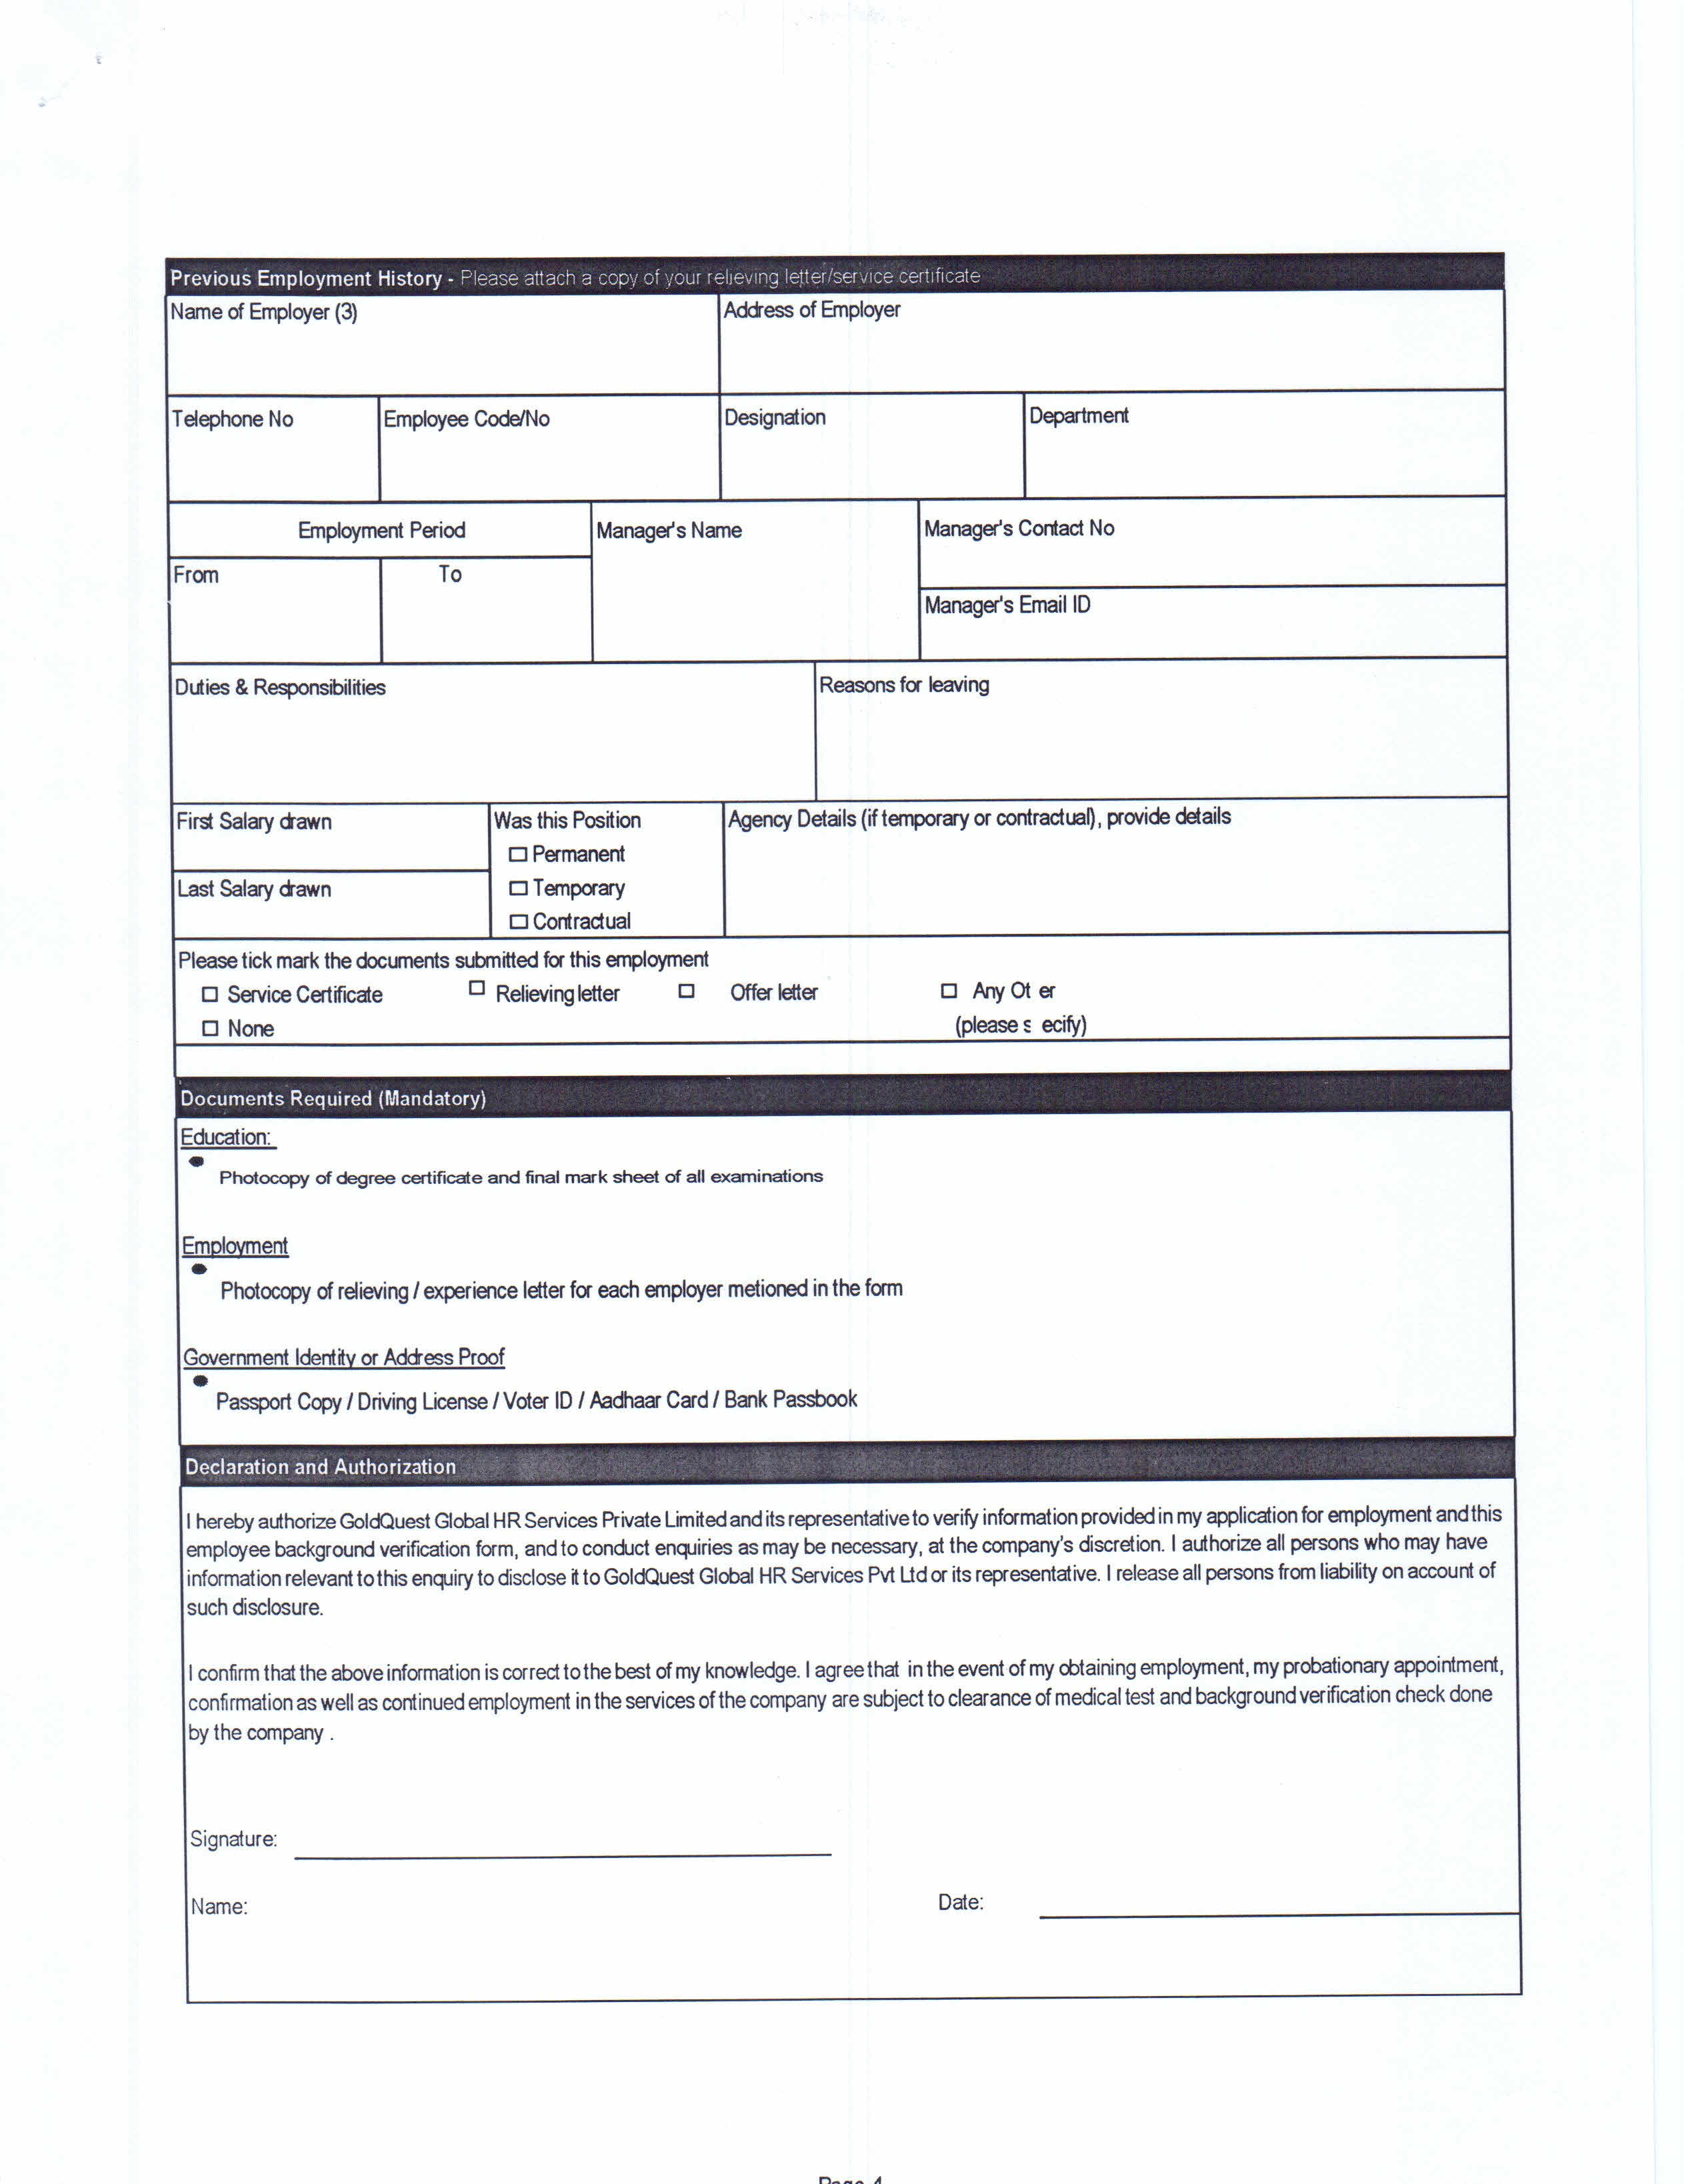 Previous Employment History - Please attach a copy of your relieving letter/service certificate
Name of Employer (3) Address of Employer
Telephone No Employee Code/No Designation Department
Employment Period Manager's Name Manager's Contact No
From To
Manager's Email ID
Duties & Responsibilities Reasons for leaving
First Salary drawn Was this Position Agency Details (if temporary or contractual), provide details
☐ Permanent
Last Salary drawn ☐ Temporary
☐ Contractual
Please tick mark the documents submitted for this employment
☐ Service Certificate ☐ Relieving letter ☐ Offer letter ☐ Any Ot er
☐ None (please s ecify)
Documents Required (Mandatory)
Education:
• Photocopy of degree certificate and final mark sheet of all examinations
Employment
• Photocopy of relieving / experience letter for each employer metioned in the form
Government Identity or Address Proof
• Passport Copy / Driving License / Voter ID / Aadhaar Card / Bank Passbook
Declaration and Authorization
I hereby authorize GoldQuest Global HR Services Private Limited and its representative to verify information provided in my application for employment and this
employee background verification form, and to conduct enquiries as may be necessary, at the company's discretion. I authorize all persons who may have
information relevant to this enquiry to disclose it to GoldQuest Global HR Services Pvt Ltd or its representative. I release all persons from liability on account of
such disclosure.
I confirm that the above information is correct to the best of my knowledge. I agree that in the event of my obtaining employment, my probationary appointment,
confirmation as well as continued employment in the services of the company are subject to clearance of medical test and background verification check done
by the company .
Signature:
Name: Date:
Page 4